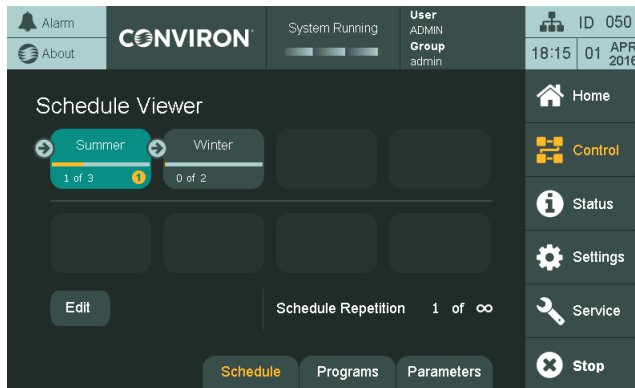 Alarm
About
CONVIRON
System Running
User
ADMIN
Group
admin
ID 050
18:15 01 APR
2016
Schedule Viewer
Summer
1 of 3 1
Winter
0 of 2
Edit
Schedule Repetition 1 of ∞
Schedule
Programs
Parameters
Home
Control
Status
Settings
Service
Stop